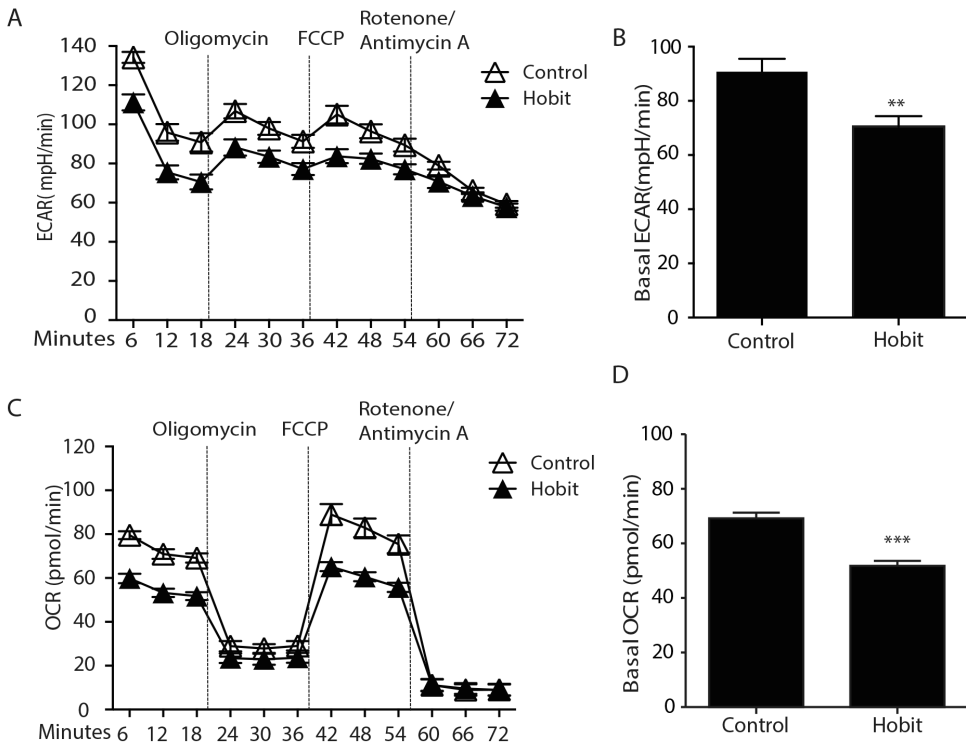 A
Oligomycin
FCCP
Rotenone/
Antimycin A
Control
Hobit
ECAR( mpH/min)
140
120
100
80
60
40
20
0
Minutes
6 12 18 24 30 36 42 48 54 60 66 72
B
Basal ECAR(mpH/min)
100
80
60
40
20
0
**
Control Hobit
C
Oligomycin
FCCP
Rotenone/
Antimycin A
Control
Hobit
OCR (pmol/min)
120
100
80
60
40
20
0
Minutes
6 12 18 24 30 36 42 48 54 60 66 72
D
Basal OCR (pmol/min)
100
80
60
40
20
0
***
Control Hobit